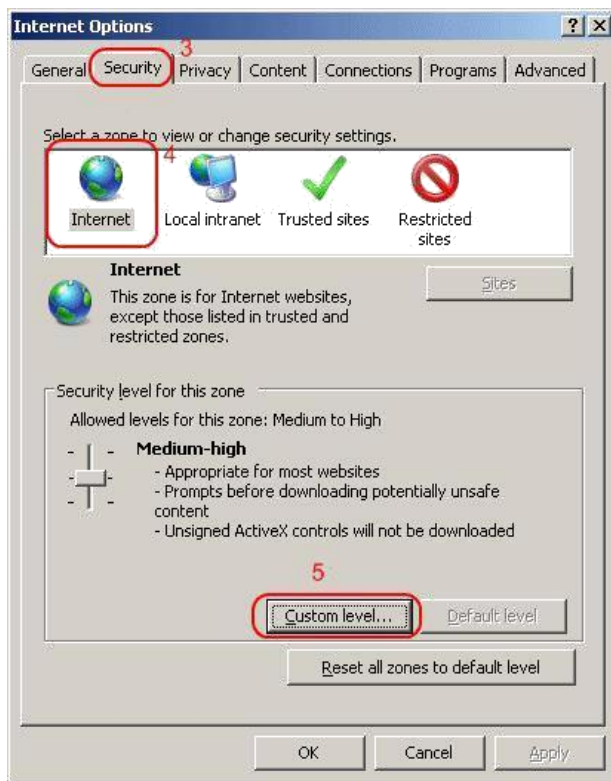 Internet Options
3
General Security Privacy Content Connections Programs Advanced
Select a zone to view or change security settings.
4
Internet
Local intranet
Trusted sites
Restricted
sites
Internet
This zone is for Internet websites,
except those listed in trusted and
restricted zones.
Sites
Security level for this zone
Allowed levels for this zone: Medium to High
Medium-high
- Appropriate for most websites
- Prompts before downloading potentially unsafe
content
- Unsigned ActiveX controls will not be downloaded
5
Custom level...
Default level
Reset all zones to default level
OK
Cancel
Apply